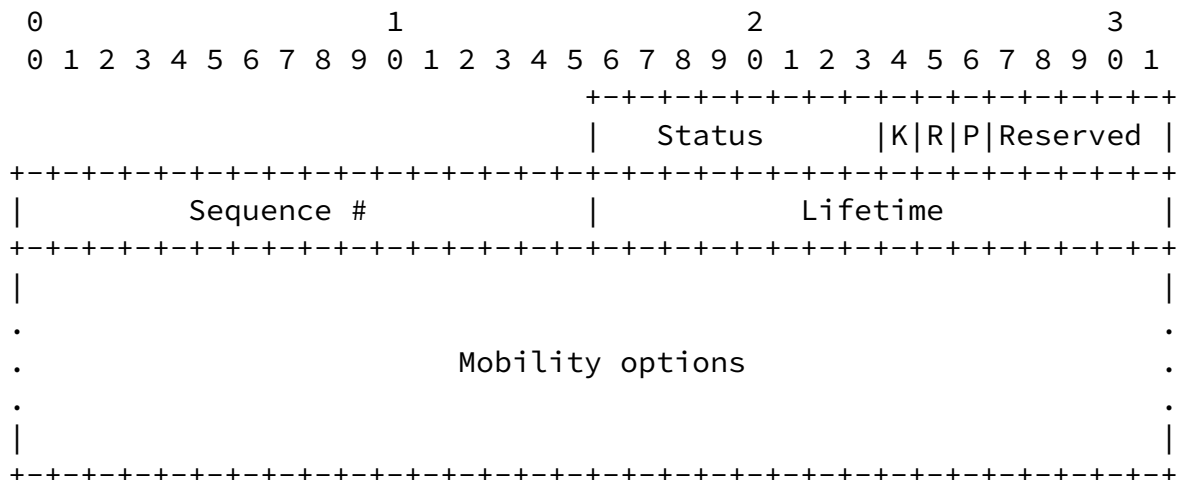 0                   1                   2                   3
 0 1 2 3 4 5 6 7 8 9 0 1 2 3 4 5 6 7 8 9 0 1 2 3 4 5 6 7 8 9 0 1
                                +-+-+-+-+-+-+-+-+-+-+-+-+-+-+-+-+
                                |   Status      |K|R|P|Reserved |
+-+-+-+-+-+-+-+-+-+-+-+-+-+-+-+-+-+-+-+-+-+-+-+-+-+-+-+-+-+-+-+-+
|         Sequence #            |           Lifetime            |
+-+-+-+-+-+-+-+-+-+-+-+-+-+-+-+-+-+-+-+-+-+-+-+-+-+-+-+-+-+-+-+-+
|                                                               |
.                                                               .
.                        Mobility options                       .
.                                                               .
|                                                               |
+-+-+-+-+-+-+-+-+-+-+-+-+-+-+-+-+-+-+-+-+-+-+-+-+-+-+-+-+-+-+-+-+